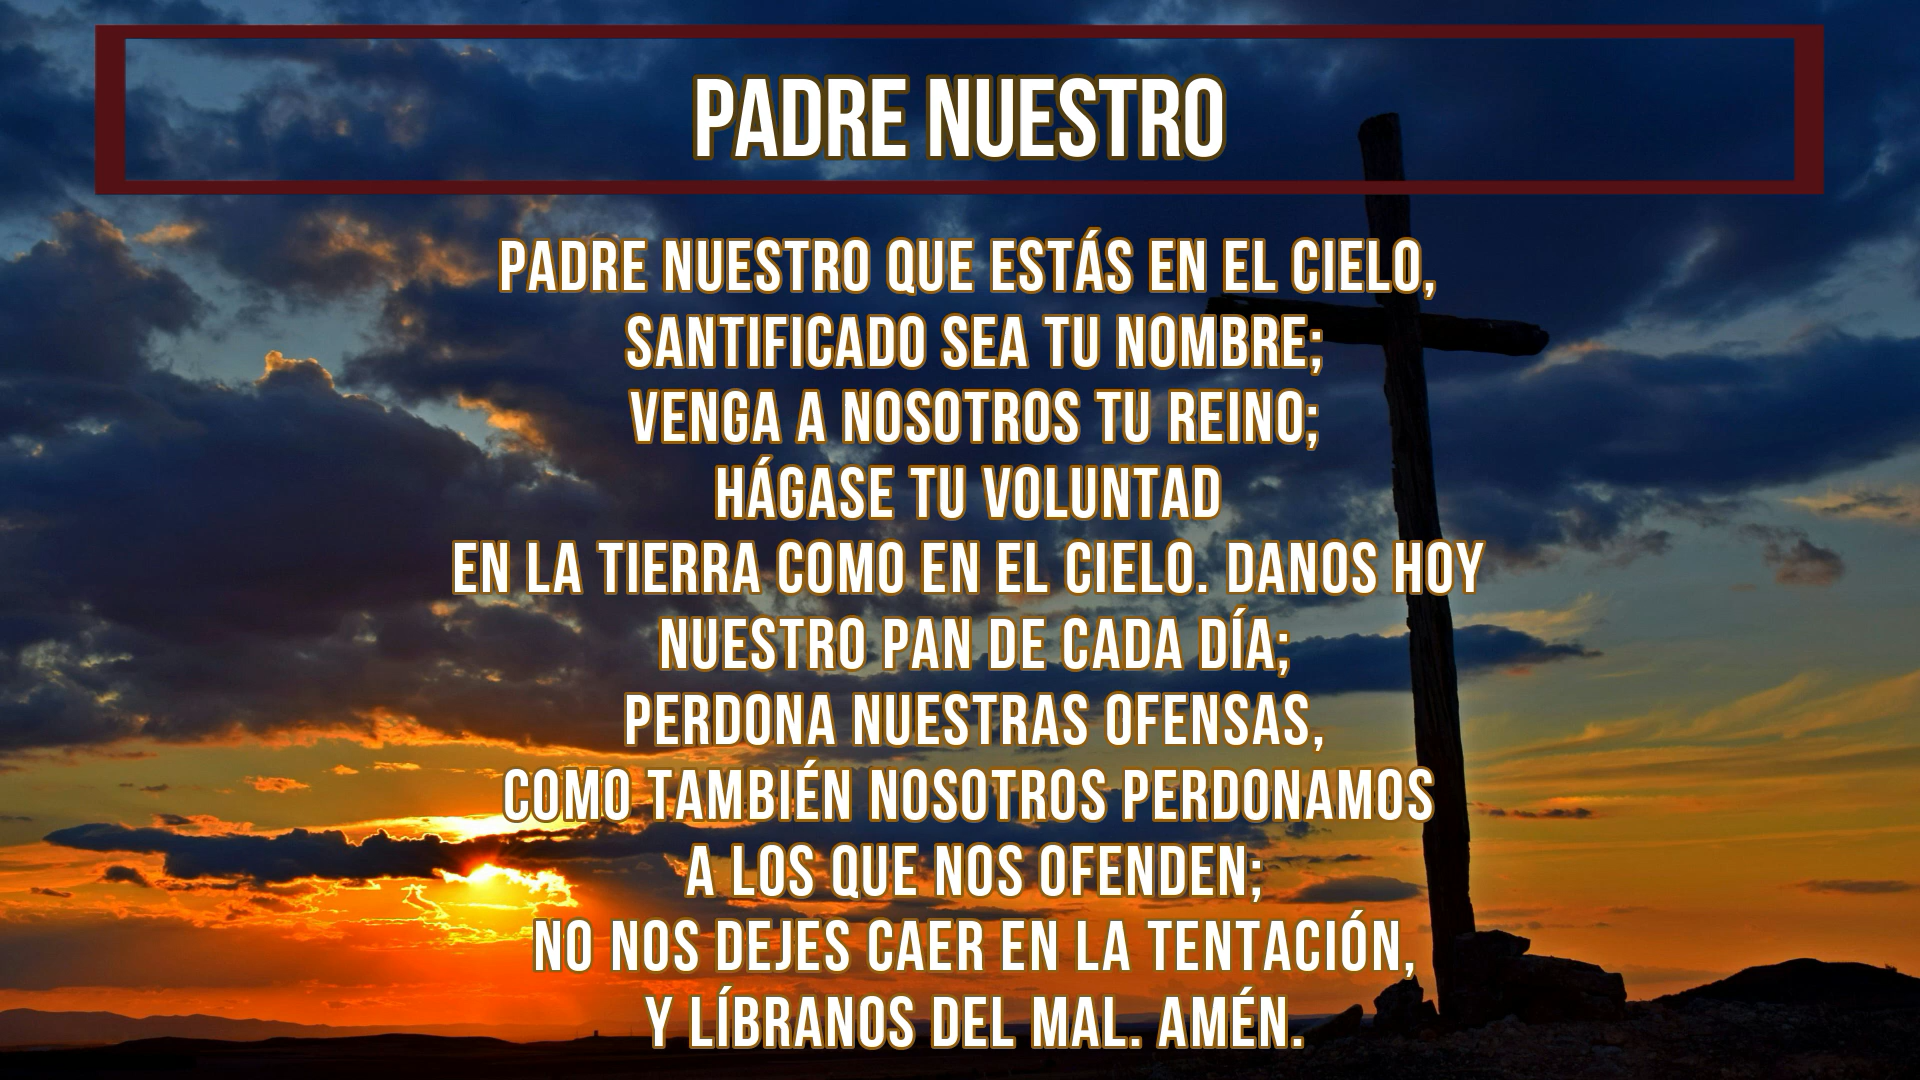 PADRE NUESTRO
PADRE NUESTRO QUE ESTÁS EN EL CIELO,
SANTIFICADO SEA TU NOMBRE;
VENGA A NOSOTROS TU REINO;
HÁGASE TU VOLUNTAD
EN LA TIERRA COMO EN EL CIELO. DANOS HOY
NUESTRO PAN DE CADA DÍA;
PERDONA NUESTRAS OFENSAS,
COMO TAMBIÉN NOSOTROS PERDONAMOS
A LOS QUE NOS OFENDEN;
NO NOS DEJES CAER EN LA TENTACIÓN,
Y LÍBRANOS DEL MAL. AMÉN.